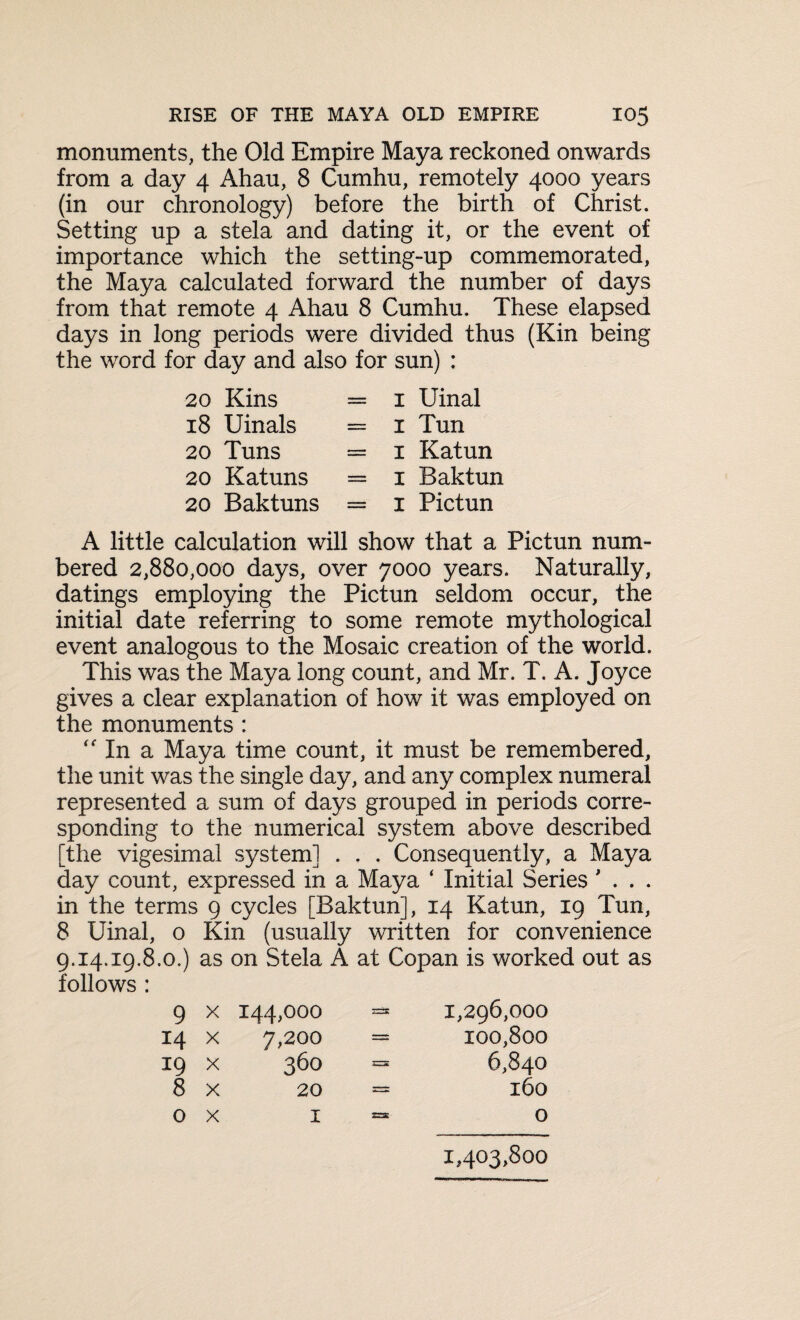 RISE OF THE MAYA OLD EMPIRE 105
monuments, the Old Empire Maya reckoned onwards
from a day 4 Ahau, 8 Cumhu, remotely 4000 years
(in our chronology) before the birth of Christ.
Setting up a stela and dating it, or the event of
importance which the setting-up commemorated,
the Maya calculated forward the number of days
from that remote 4 Ahau 8 Cumhu. These elapsed
days in long periods were divided thus (Kin being
the word for day and also for sun) :
20 Kins = 1 Uinal
18 Uinals = 1 Tun
20 Tuns = 1 Katun
20 Katuns = 1 Baktun
20 Baktuns = 1 Pictun
A little calculation will show that a Pictun num-
bered 2,880,000 days, over 7000 years. Naturally,
datings employing the Pictun seldom occur, the
initial date referring to some remote mythological
event analogous to the Mosaic creation of the world.
This was the Maya long count, and Mr. T. A. Joyce
gives a clear explanation of how it was employed on
the monuments :
“ In a Maya time count, it must be remembered,
the unit was the single day, and any complex numeral
represented a sum of days grouped in periods corre-
sponding to the numerical system above described
[the vigesimal system] . . . Consequently, a Maya
day count, expressed in a Maya ‘ Initial Series ’ . . .
in the terms 9 cycles [Baktun], 14 Katun, 19 Tun,
8 Uinal, 0 Kin (usually written for convenience
9.14.19.8.0.) as on Stela A at Copan is worked out as
follows :
9 × 144,000 = 1,296,000
14 × 7,200 = 100,800
19 × 360 = 6,840
8 × 20 = 160
0 × 1 = 0
1,403,800